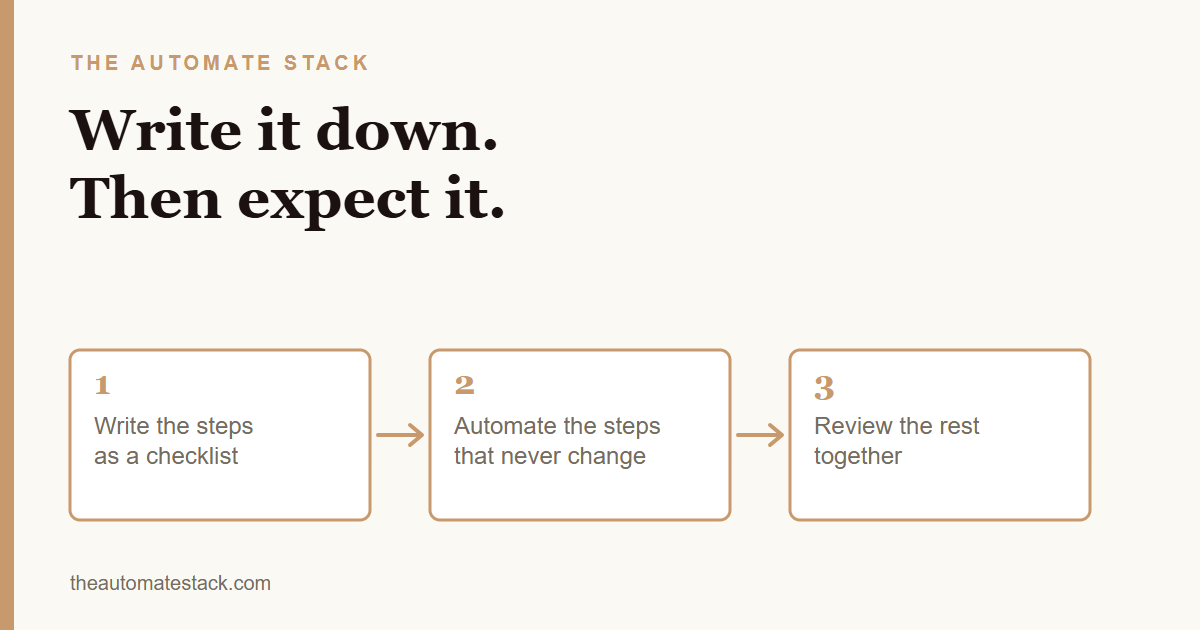 THE AUTOMATE STACK
Write it down.
Then expect it.
1
Write the steps
as a checklist
2
Automate the steps
that never change
3
Review the rest
together
theautomatestack.com